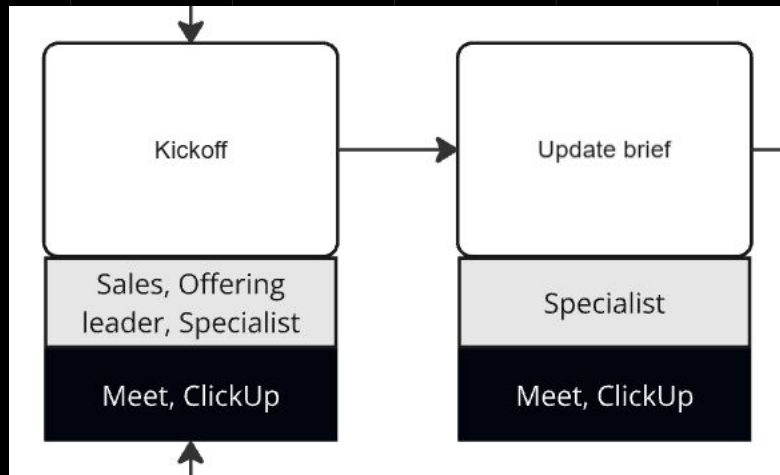 Kickoff
Sales, Offering
leader, Specialist
Meet, ClickUp
Update brief
Specialist
Meet, ClickUp